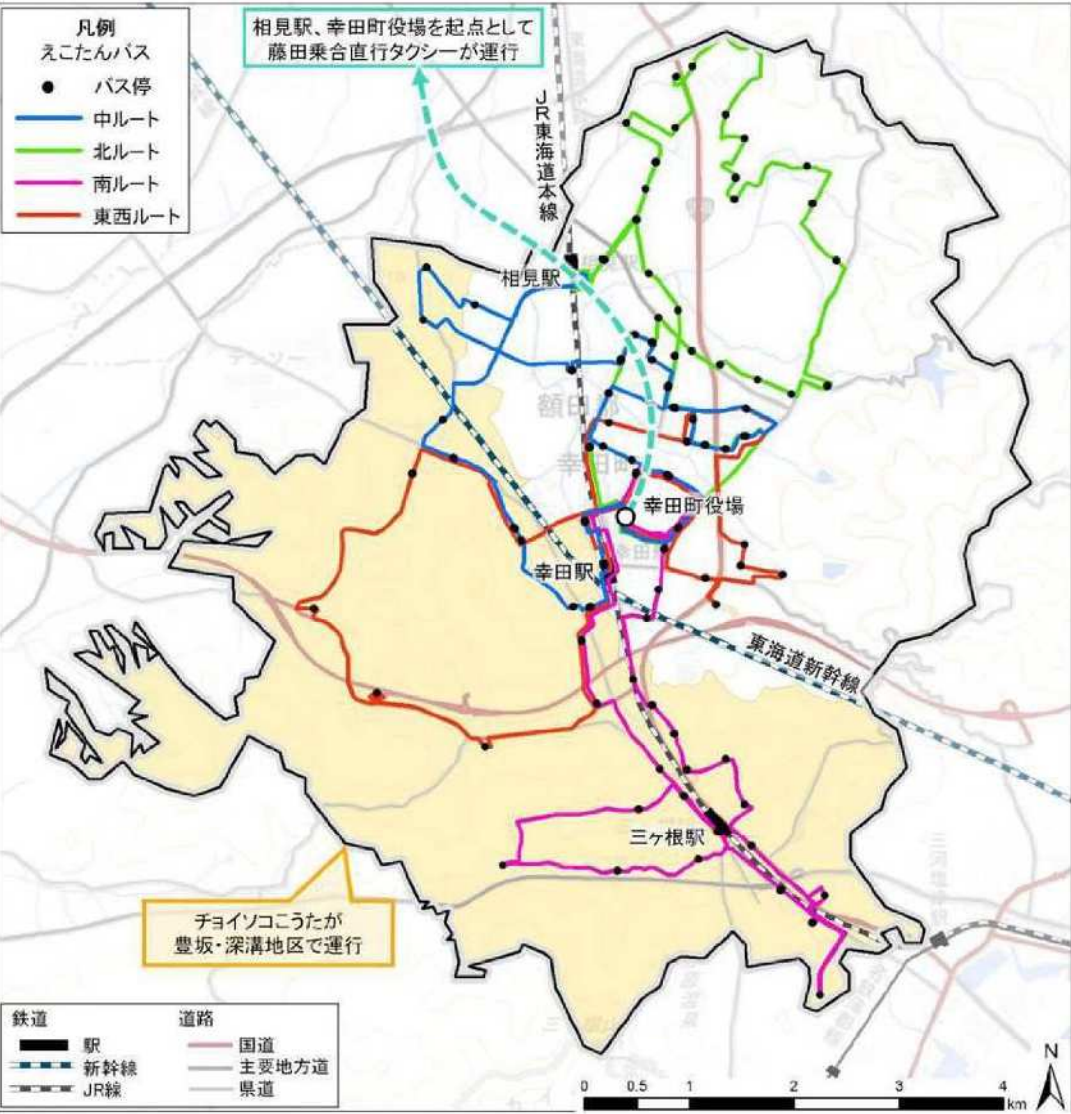 凡例
えこたんバス
バス停
中ルート
北ルート
南ルート
東西ルート
相見駅、幸田町役場を起点として
藤田乗合直行タクシーが運行
JR東海道本線
相見駅
額田郡
幸田町
幸田町役場
幸田駅
東海道新幹線
三ヶ根駅
チョイソコこうたが
豊坂・深溝地区で運行
鉄道
駅
新幹線
JR線
道路
国道
主要地方道
県道
N
0 0.5 1 2 3 4
km